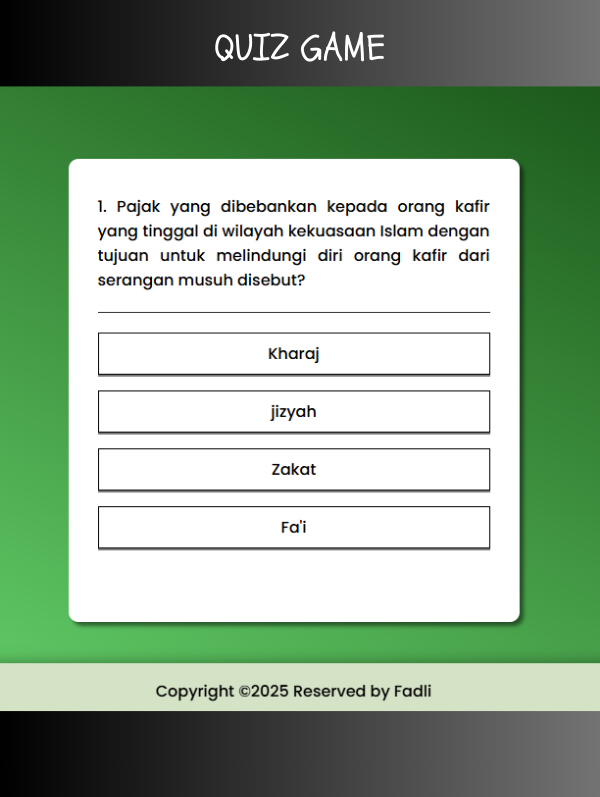 QUIZ GAME
1. Pajak yang dibebankan kepada orang kafir
yang tinggal di wilayah kekuasaan Islam dengan
tujuan untuk melindungi diri orang kafir dari
serangan musuh disebut?
Kharaj
jizyah
Zakat
Fa'i
Copyright ©2025 Reserved by Fadli